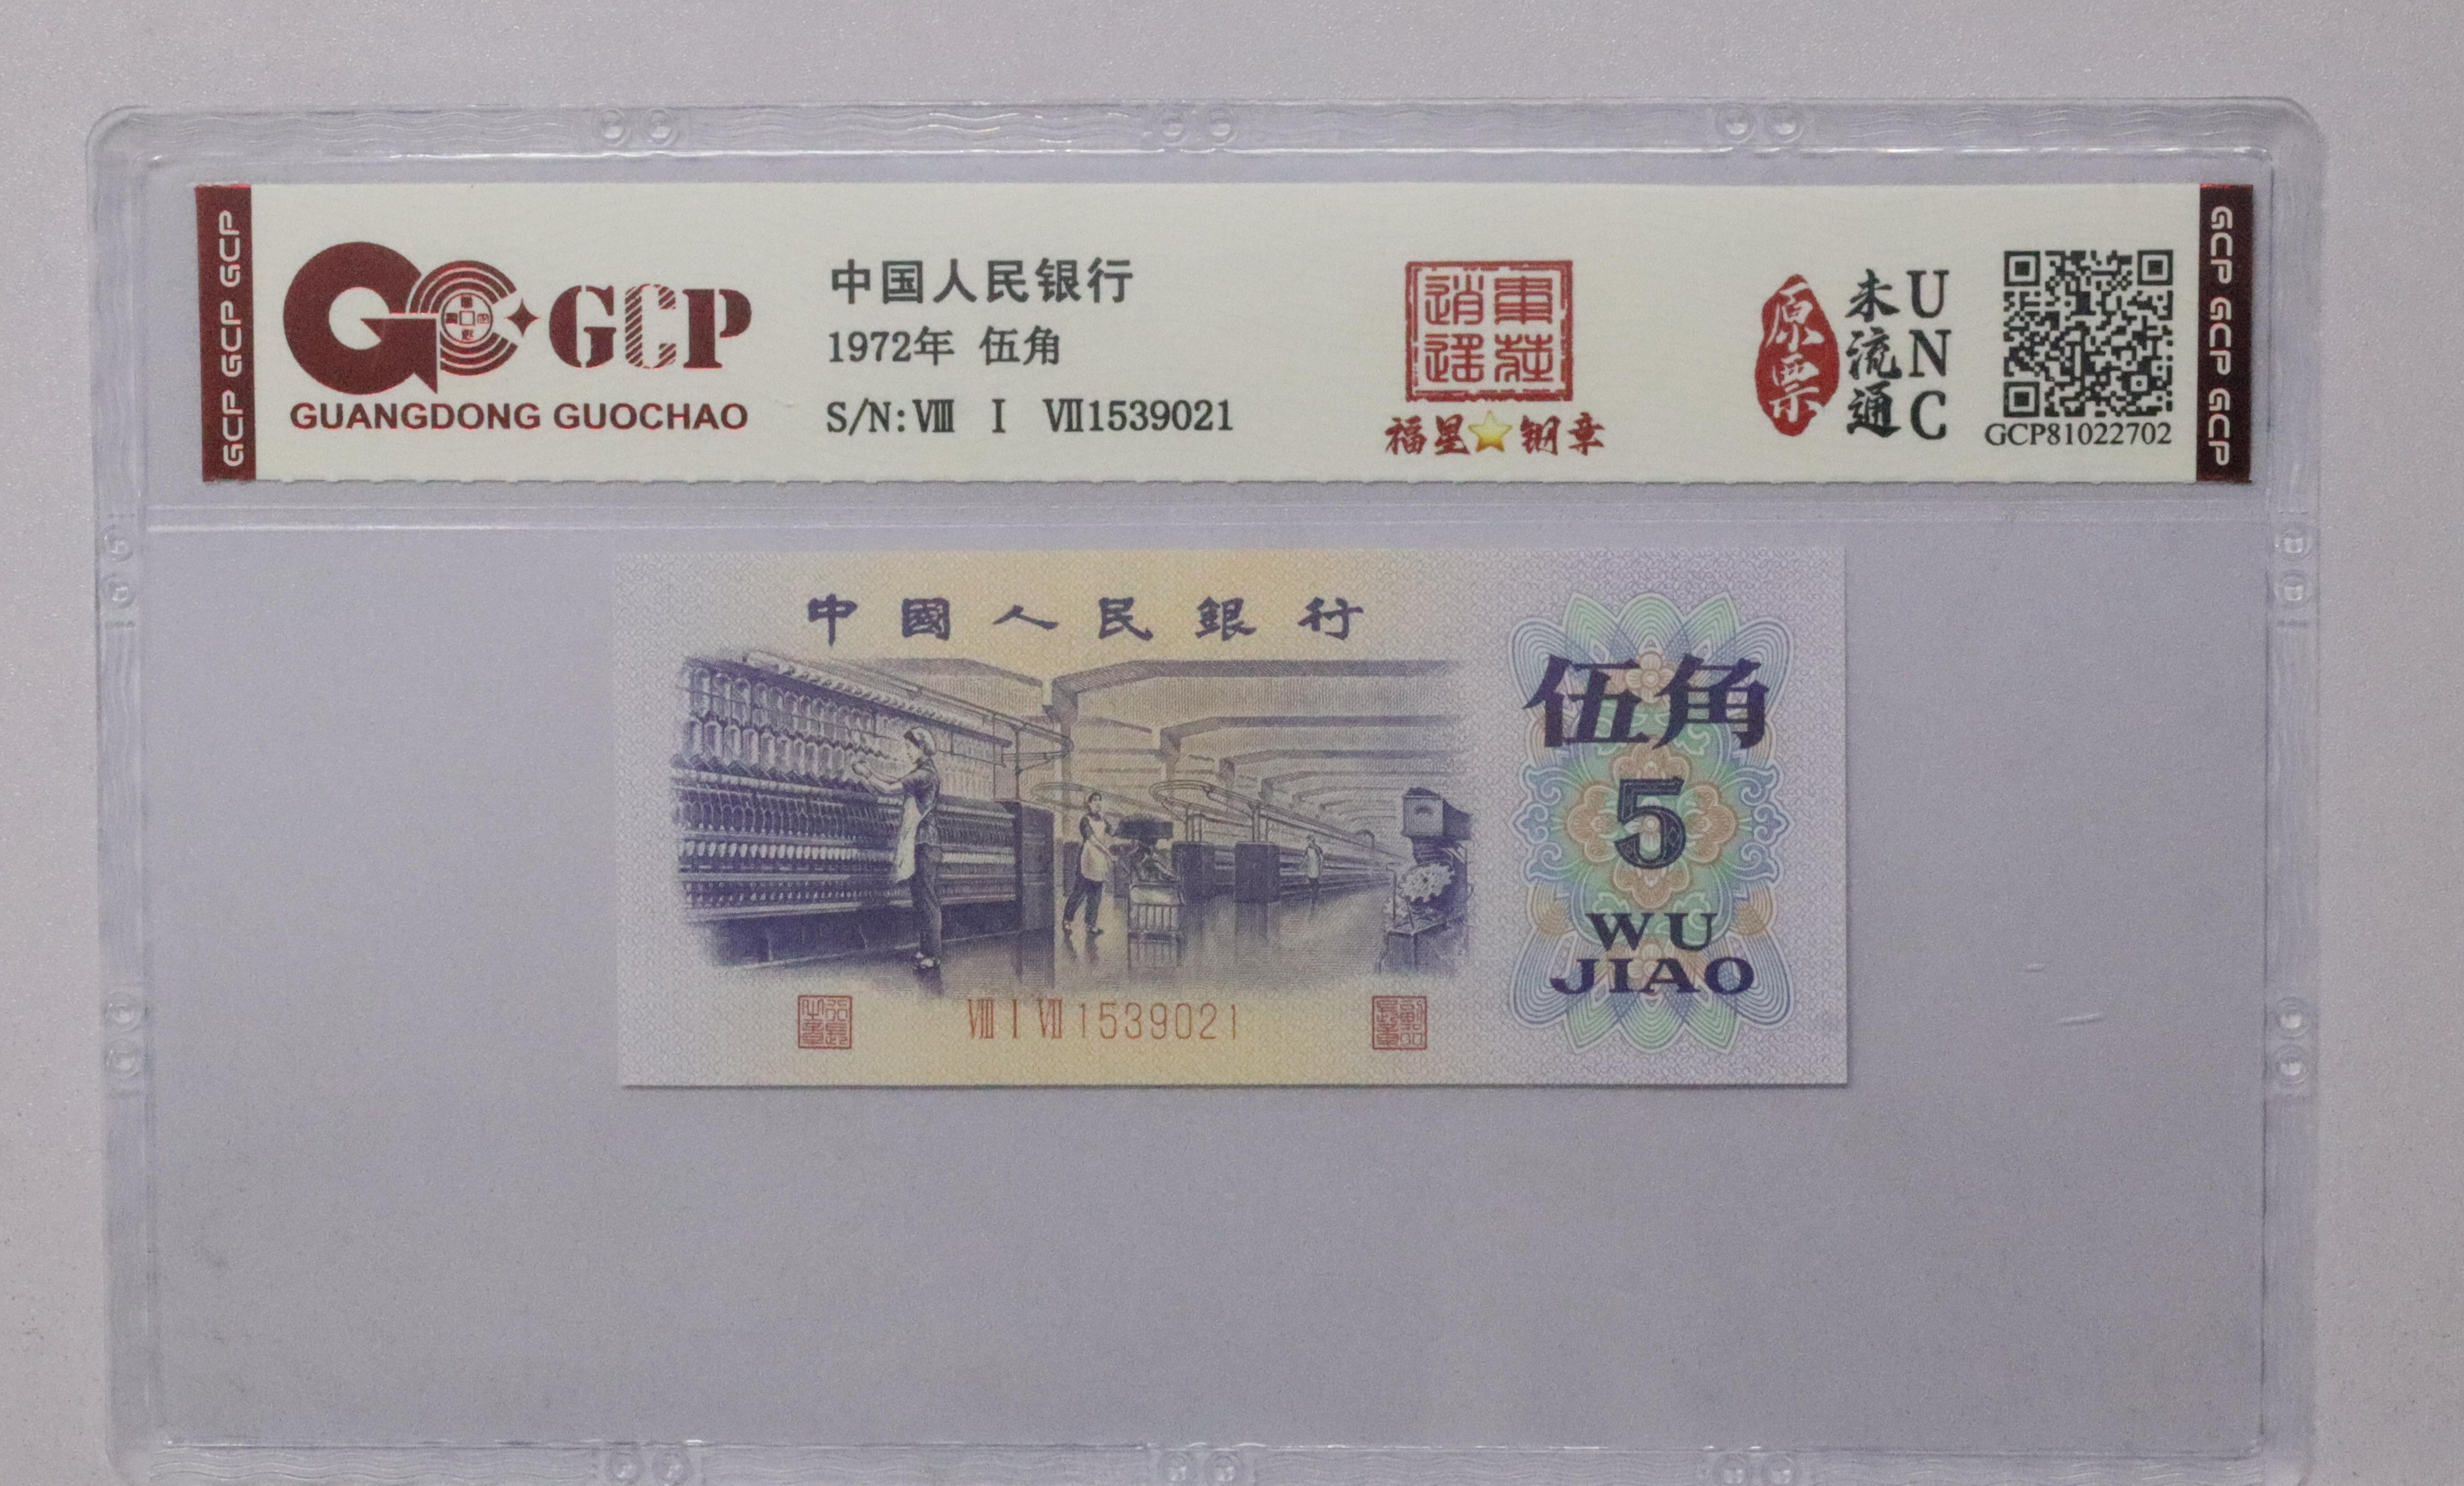 GCP GCP GCP
GCP
GUANGDONG GUOCHAO
中国人民银行
1972年 伍角
S/N:Ⅷ Ⅰ Ⅶ1539021
福星⭐钢章
原票
未流通
UNC
GCP81022702
GCP GCP GCP
中國人民銀行
伍角
5
WU
JIAO
Ⅷ Ⅰ Ⅶ 1539021